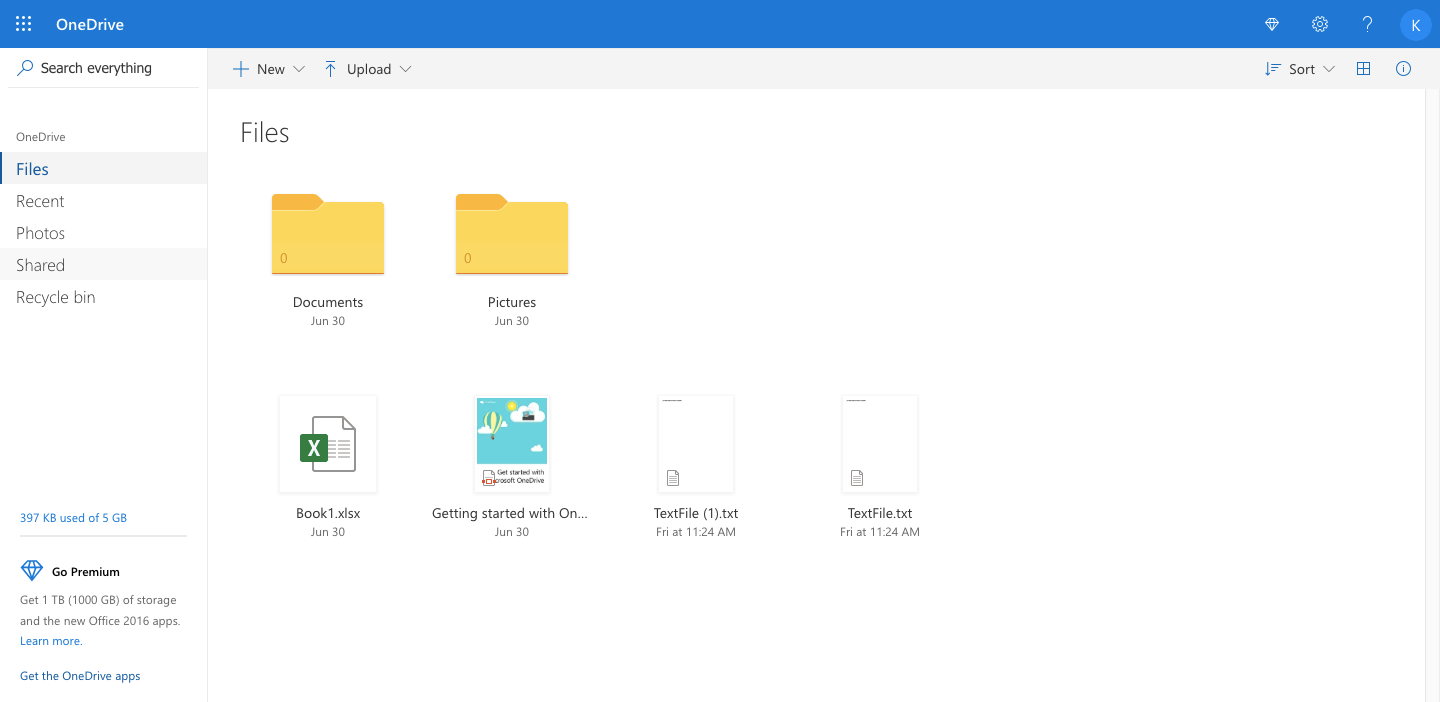 OneDrive
K
Search everything
New
Upload
Sort
OneDrive
Files
Recent
Photos
Shared
Recycle bin
Files
0
0
Documents
Pictures
Jun 30
Jun 30
X
Get started with
crosoft OneDrive
Book1.xlsx
Getting started with On...
TextFile (1).txt
TextFile.txt
Jun 30
Jun 30
Fri at 11:24 AM
Fri at 11:24 AM
397 KB used of 5 GB
Go Premium
Get 1 TB (1000 GB) of storage
and the new Office 2016 apps.
Learn more.
Get the OneDrive apps